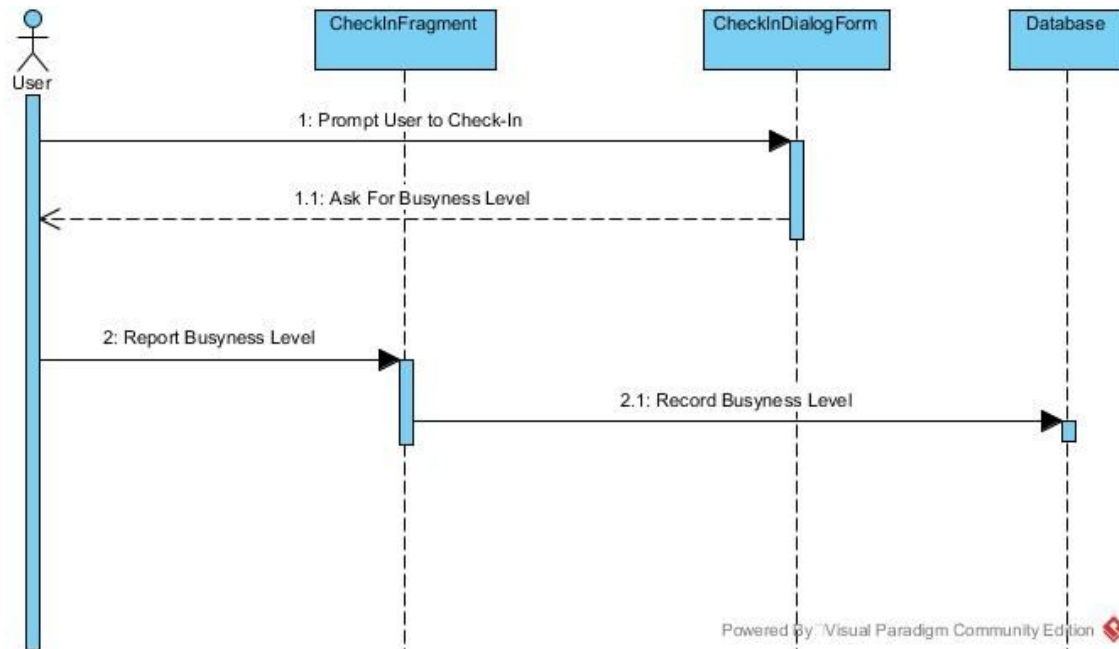 CheckInFragment
CheckInDialogForm
Database
User
1: Prompt User to Check-In
1.1: Ask For Busyness Level
2: Report Busyness Level
2.1: Record Busyness Level
Powered By Visual Paradigm Community Edition